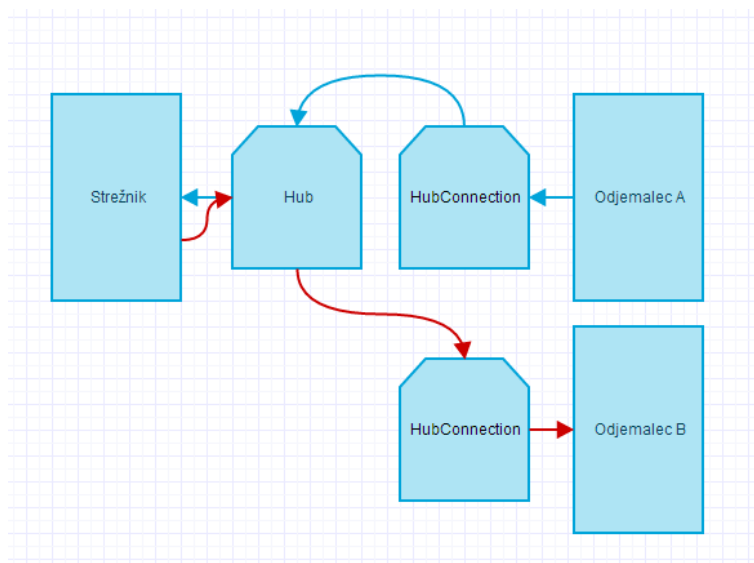 Strežnik
Hub
HubConnection
Odjemalec A
HubConnection
Odjemalec B